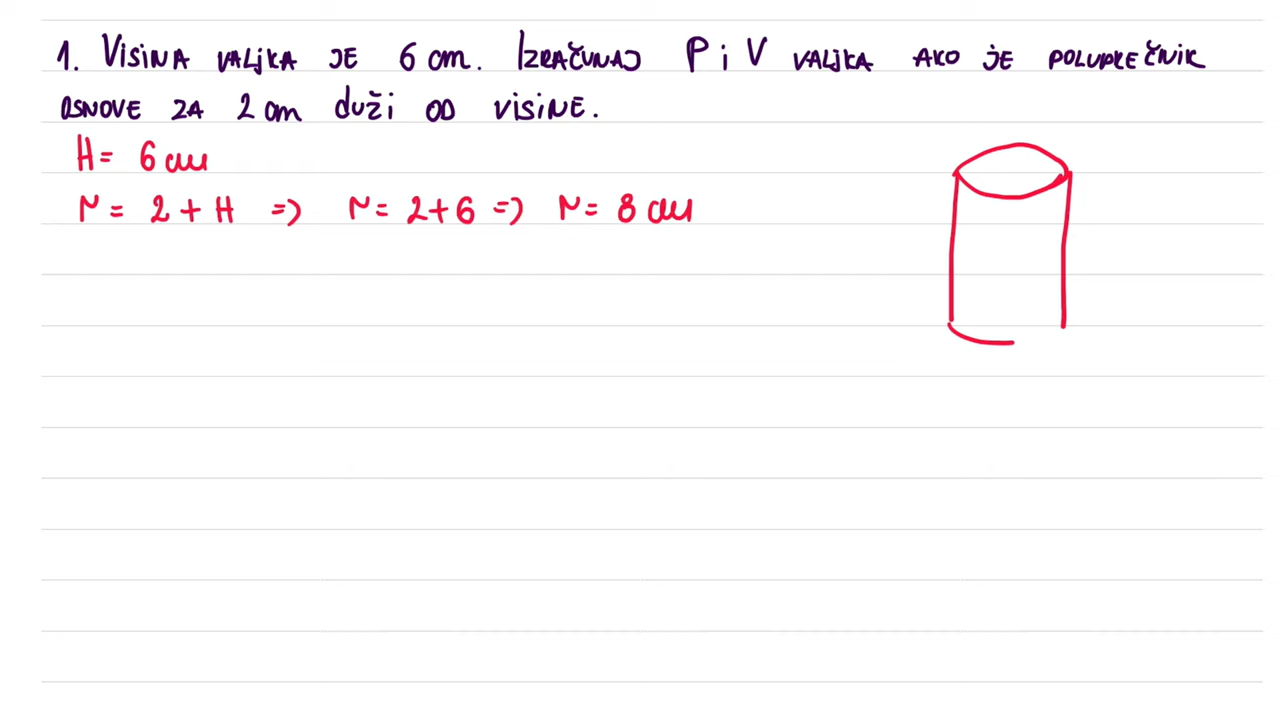 1. VISINA VALJKA JE 6 cm. IZRAČUNAJ P i V VALJKA AKO JE POLUPREČNIK
OSNOVE ZA 2 cm DUŽI OD VISINE.
H = 6 cm
r = 2 + H => r = 2+6 => r = 8 cm